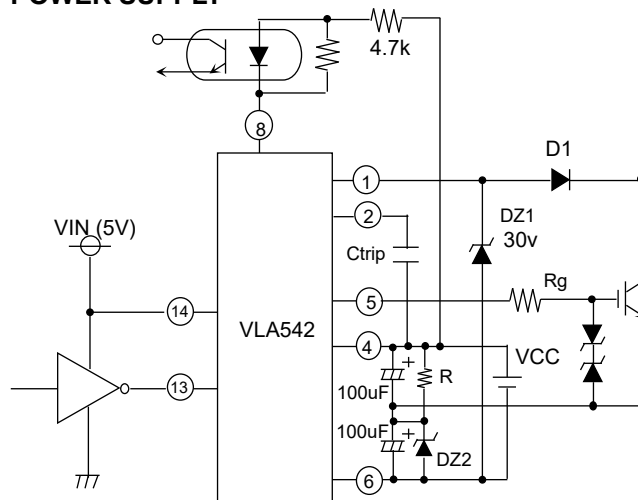 POWER SUPPLY
4.7k
8
D1
1
VIN (5V)
2
DZ1
30v
Ctrip
Rg
5
14
VLA542
4
VCC
+
100uF
R
13
100uF
+
DZ2
6